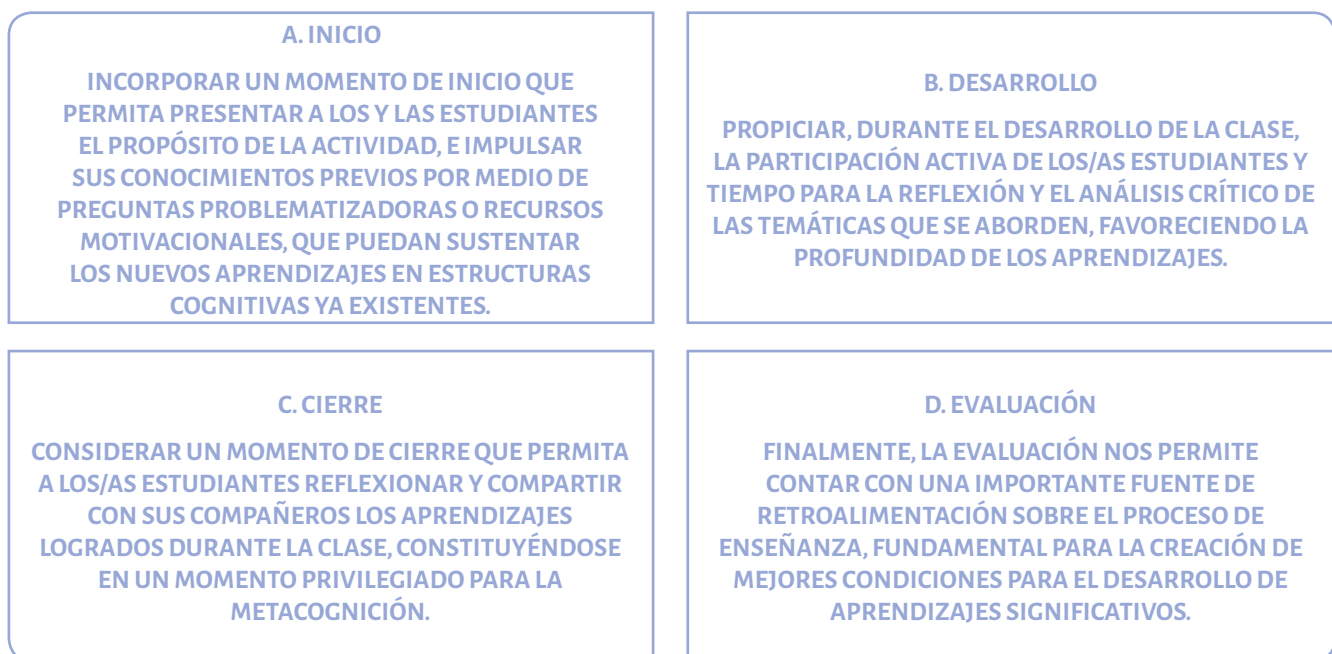 A. INICIO
INCORPORAR UN MOMENTO DE INICIO QUE
PERMITA PRESENTAR A LOS Y LAS ESTUDIANTES
EL PROPÓSITO DE LA ACTIVIDAD, E IMPULSAR
SUS CONOCIMIENTOS PREVIOS POR MEDIO DE
PREGUNTAS PROBLEMATIZADORAS O RECURSOS
MOTIVACIONALES, QUE PUEDAN SUSTENTAR
LOS NUEVOS APRENDIZAJES EN ESTRUCTURAS
COGNITIVAS YA EXISTENTES.
B. DESARROLLO
PROPICIAR, DURANTE EL DESARROLLO DE LA CLASE,
LA PARTICIPACIÓN ACTIVA DE LOS/AS ESTUDIANTES Y
TIEMPO PARA LA REFLEXIÓN Y EL ANÁLISIS CRÍTICO DE
LAS TEMÁTICAS QUE SE ABORDEN, FAVORECIENDO LA
PROFUNDIDAD DE LOS APRENDIZAJES.
C. CIERRE
CONSIDERAR UN MOMENTO DE CIERRE QUE PERMITA
A LOS/AS ESTUDIANTES REFLEXIONAR Y COMPARTIR
CON SUS COMPAÑEROS LOS APRENDIZAJES
LOGRADOS DURANTE LA CLASE, CONSTITUYÉNDOSE
EN UN MOMENTO PRIVILEGIADO PARA LA
METACOGNICIÓN.
D. EVALUACIÓN
FINALMENTE, LA EVALUACIÓN NOS PERMITE
CONTAR CON UNA IMPORTANTE FUENTE DE
RETROALIMENTACIÓN SOBRE EL PROCESO DE
ENSEÑANZA, FUNDAMENTAL PARA LA CREACIÓN DE
MEJORES CONDICIONES PARA EL DESARROLLO DE
APRENDIZAJES SIGNIFICATIVOS.